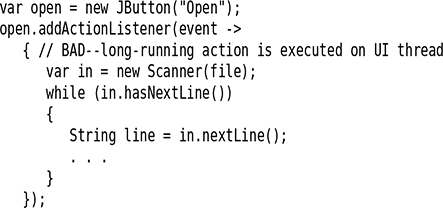 var open = new JButton("Open");
open.addActionListener(event ->
   { // BAD--long-running action is executed on UI thread
      var in = new Scanner(file);
      while (in.hasNextLine())
      {
         String line = in.nextLine();
         . . .
      }
   });